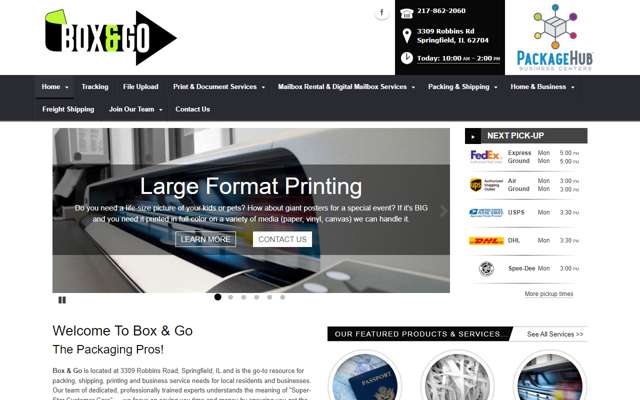 BOX&GO
217-862-2060
3309 Robbins Rd
Springfield, IL 62704
Today: 10:00 AM - 2:00 PM
PACKAGEHUB
BUSINESS CENTERS
Home Tracking File Upload Print & Document Services Mailbox Rental & Digital Mailbox Services Packing & Shipping Home & Business
Freight Shipping Join Our Team Contact Us
Large Format Printing
Do you need a life-size picture of your kids or pets? How about giant posters for a special event? If it's BIG
and you need it printed in full color on a variety of media (paper, vinyl, canvas) we can handle it.
LEARN MORE CONTACT US
NEXT PICK-UP
FedEx Express Mon 5:00 PM
Ground Mon 5:00 PM
ups Air Mon 3:00 PM
Ground Mon 3:00 PM
USPS Mon 3:30 PM
DHL DHL Mon 3:30 PM
Spee-Dee Mon 3:00 PM
More pickup times
Welcome To Box & Go
The Packaging Pros!
Box & Go is located at 3309 Robbins Road, Springfield, IL and is the go-to resource for
packing, shipping, printing and business service needs for local residents and businesses.
Our team of dedicated, professionally trained experts understands the meaning of "Super-
OUR FEATURED PRODUCTS & SERVICES...
See All Services >>
PASSPORT